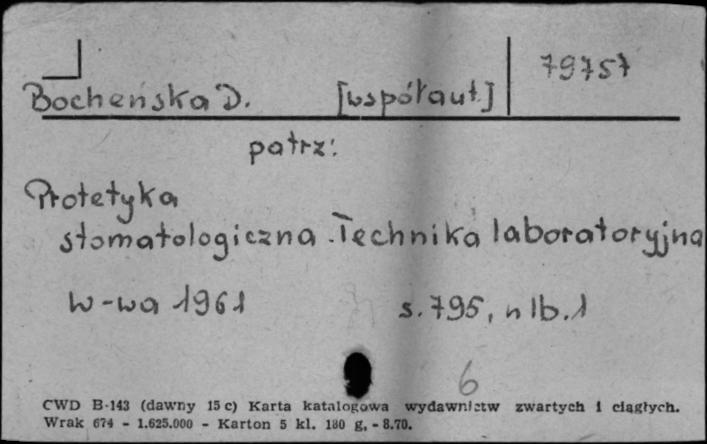 79757
Bocheńska D. [współaut.]
patrz:
Protetyka
stomatologiczna. Technika laboratoryjna
W-wa 1961 s. 795, nlb. 1
6
CWD B-143 (dawny 15 c) Karta katalogowa wydawnictw zwartych i ciągłych.
Wrak 674 - 1.625.000 - Karton 5 kl. 180 g, - 8.70.